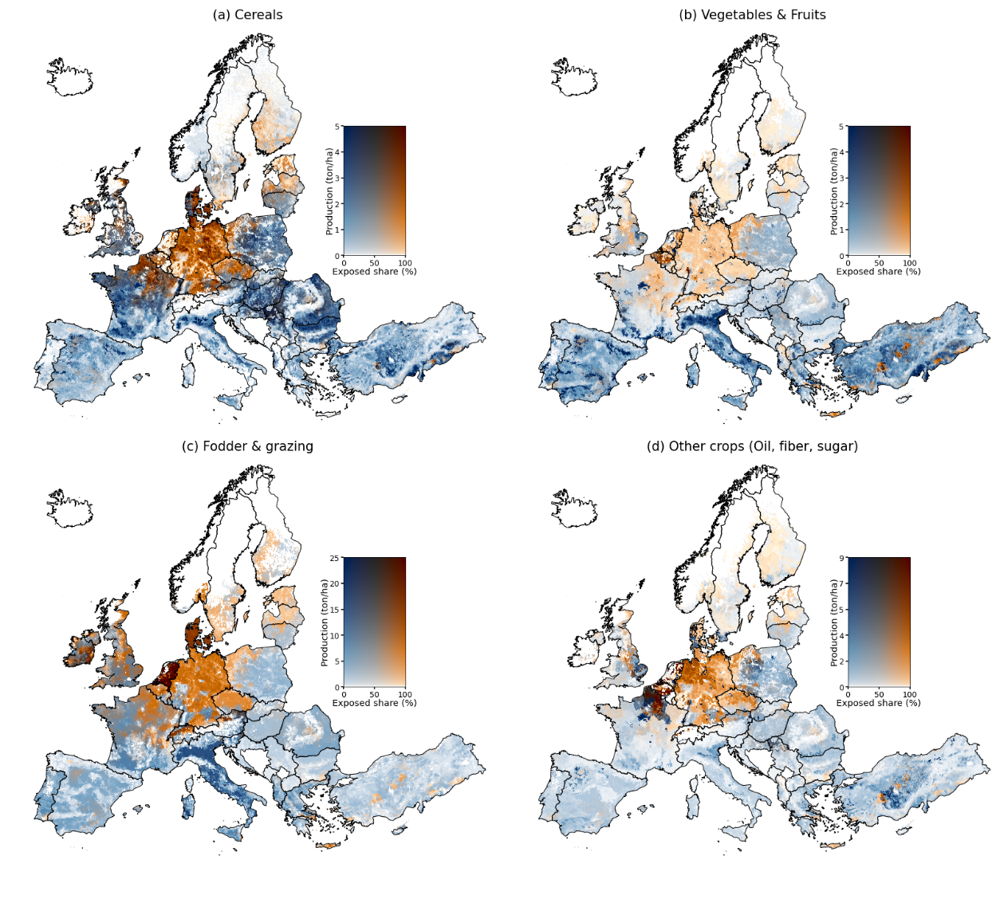 (a) Cereals
(b) Vegetables & Fruits
5
4
3
2
1
0
Production (ton/ha)
0 50 100
Exposed share (%)
5
4
3
2
1
0
Production (ton/ha)
0 50 100
Exposed share (%)
(c) Fodder & grazing
(d) Other crops (Oil, fiber, sugar)
25
20
15
10
5
0
Production (ton/ha)
0 50 100
Exposed share (%)
9
7
5
4
2
0
Production (ton/ha)
0 50 100
Exposed share (%)